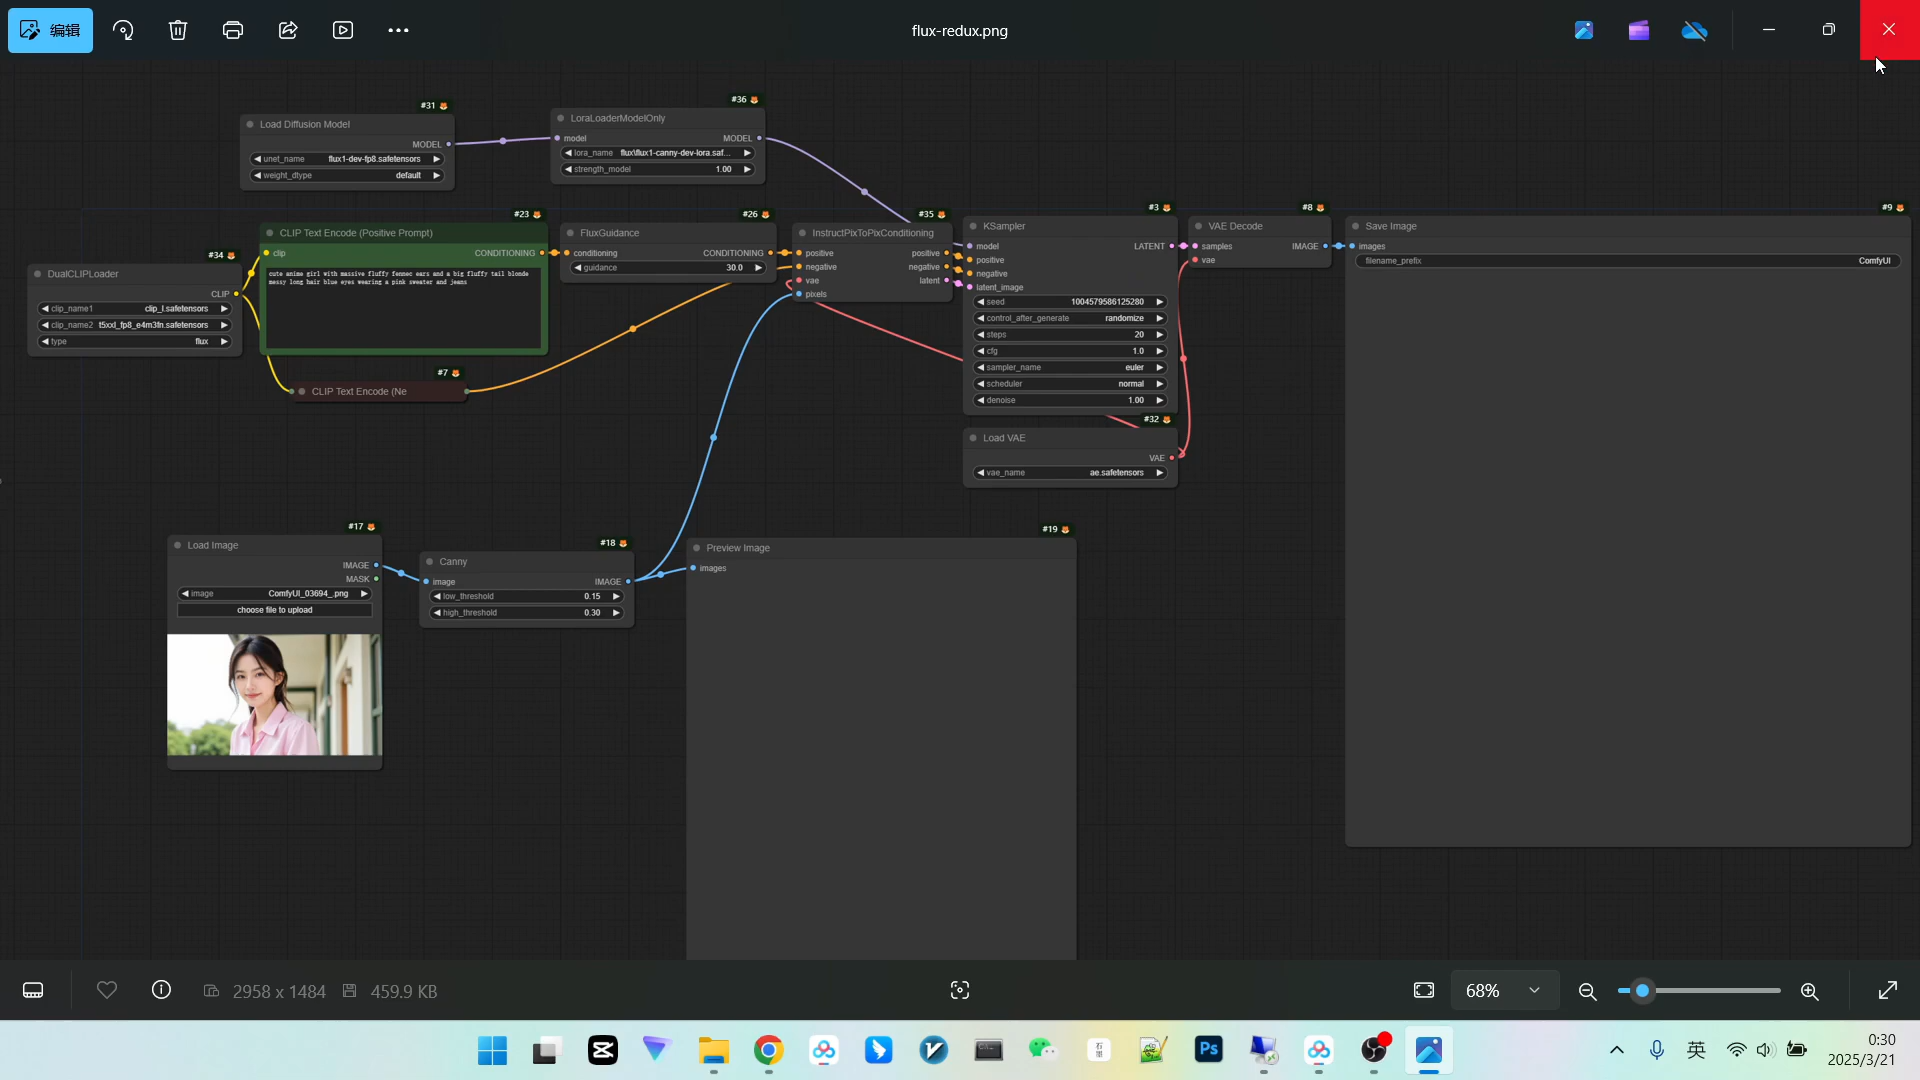 编辑
flux-redux.png
#31
Load Diffusion Model
MODEL
unet_name flux1-dev-fp8.safetensors
weight_dtype default
#36
LoraLoaderModelOnly
model MODEL
lora_name flux\flux1-canny-dev-lora.saf...
strength_model 1.00
#34
DualCLIPLoader
CLIP
clip_name1 clip_l.safetensors
clip_name2 t5xxl_fp8_e4m3fn.safetensors
type flux
#23
CLIP Text Encode (Positive Prompt)
clip CONDITIONING
cute anime girl with massive fluffy fennec ears and a big fluffy tail blonde
messy long hair blue eyes wearing a pink sweater and jeans
#7
CLIP Text Encode (Ne
#26
FluxGuidance
conditioning CONDITIONING
guidance 30.0
#35
InstructPixToPixConditioning
positive positive
negative negative
vae latent
pixels
#3
KSampler
model LATENT
positive
negative
latent_image
seed 1004579586125280
control_after_generate randomize
steps 20
cfg 1.0
sampler_name euler
scheduler normal
denoise 1.00
#32
Load VAE
VAE
vae_name ae.safetensors
#8
VAE Decode
samples IMAGE
vae
#9
Save Image
images
filename_prefix ComfyUI
#17
Load Image
IMAGE
MASK
image ComfyUI_03694_.png
choose file to upload
#18
Canny
image IMAGE
low_threshold 0.15
high_threshold 0.30
#19
Preview Image
images
2958 x 1484 459.9 KB
68%
Ps
英
0:30
2025/3/21